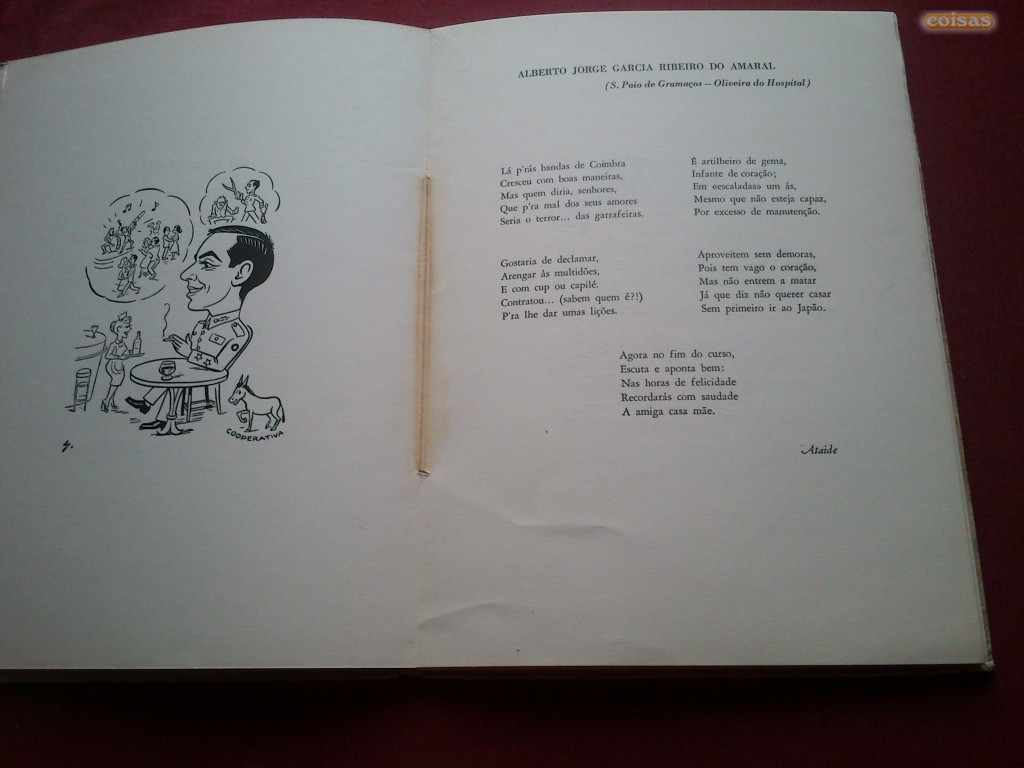 coisas
COOPERATIVA
ALBERTO JORGE GARCIA RIBEIRO DO AMARAL
(S. Paio de Gramaços — Oliveira do Hospital)
Lá p'rás bandas de Coimbra
Cresceu com boas maneiras,
Mas quem diria, senhores,
Que p'ra mal dos seus amores
Seria o terror... das garrafeiras.
Gostaria de declamar,
Arengar às multidões,
E com cup ou capilé.
Contratou... (sabem quem é?!)
P'ra lhe dar umas lições.
É artilheiro de gema,
Infante de coração;
Em «escaladas» um ás,
Mesmo que não esteja capaz,
Por excesso de manutenção.
Aproveitem sem demoras,
Pois tem vago o coração,
Mas não entrem a matar
Já que diz não querer casar
Sem primeiro ir ao Japão.
Agora no fim do curso,
Escuta e aponta bem:
Nas horas de felicidade
Recordarás com saudade
A amiga casa mãe.
Ataide